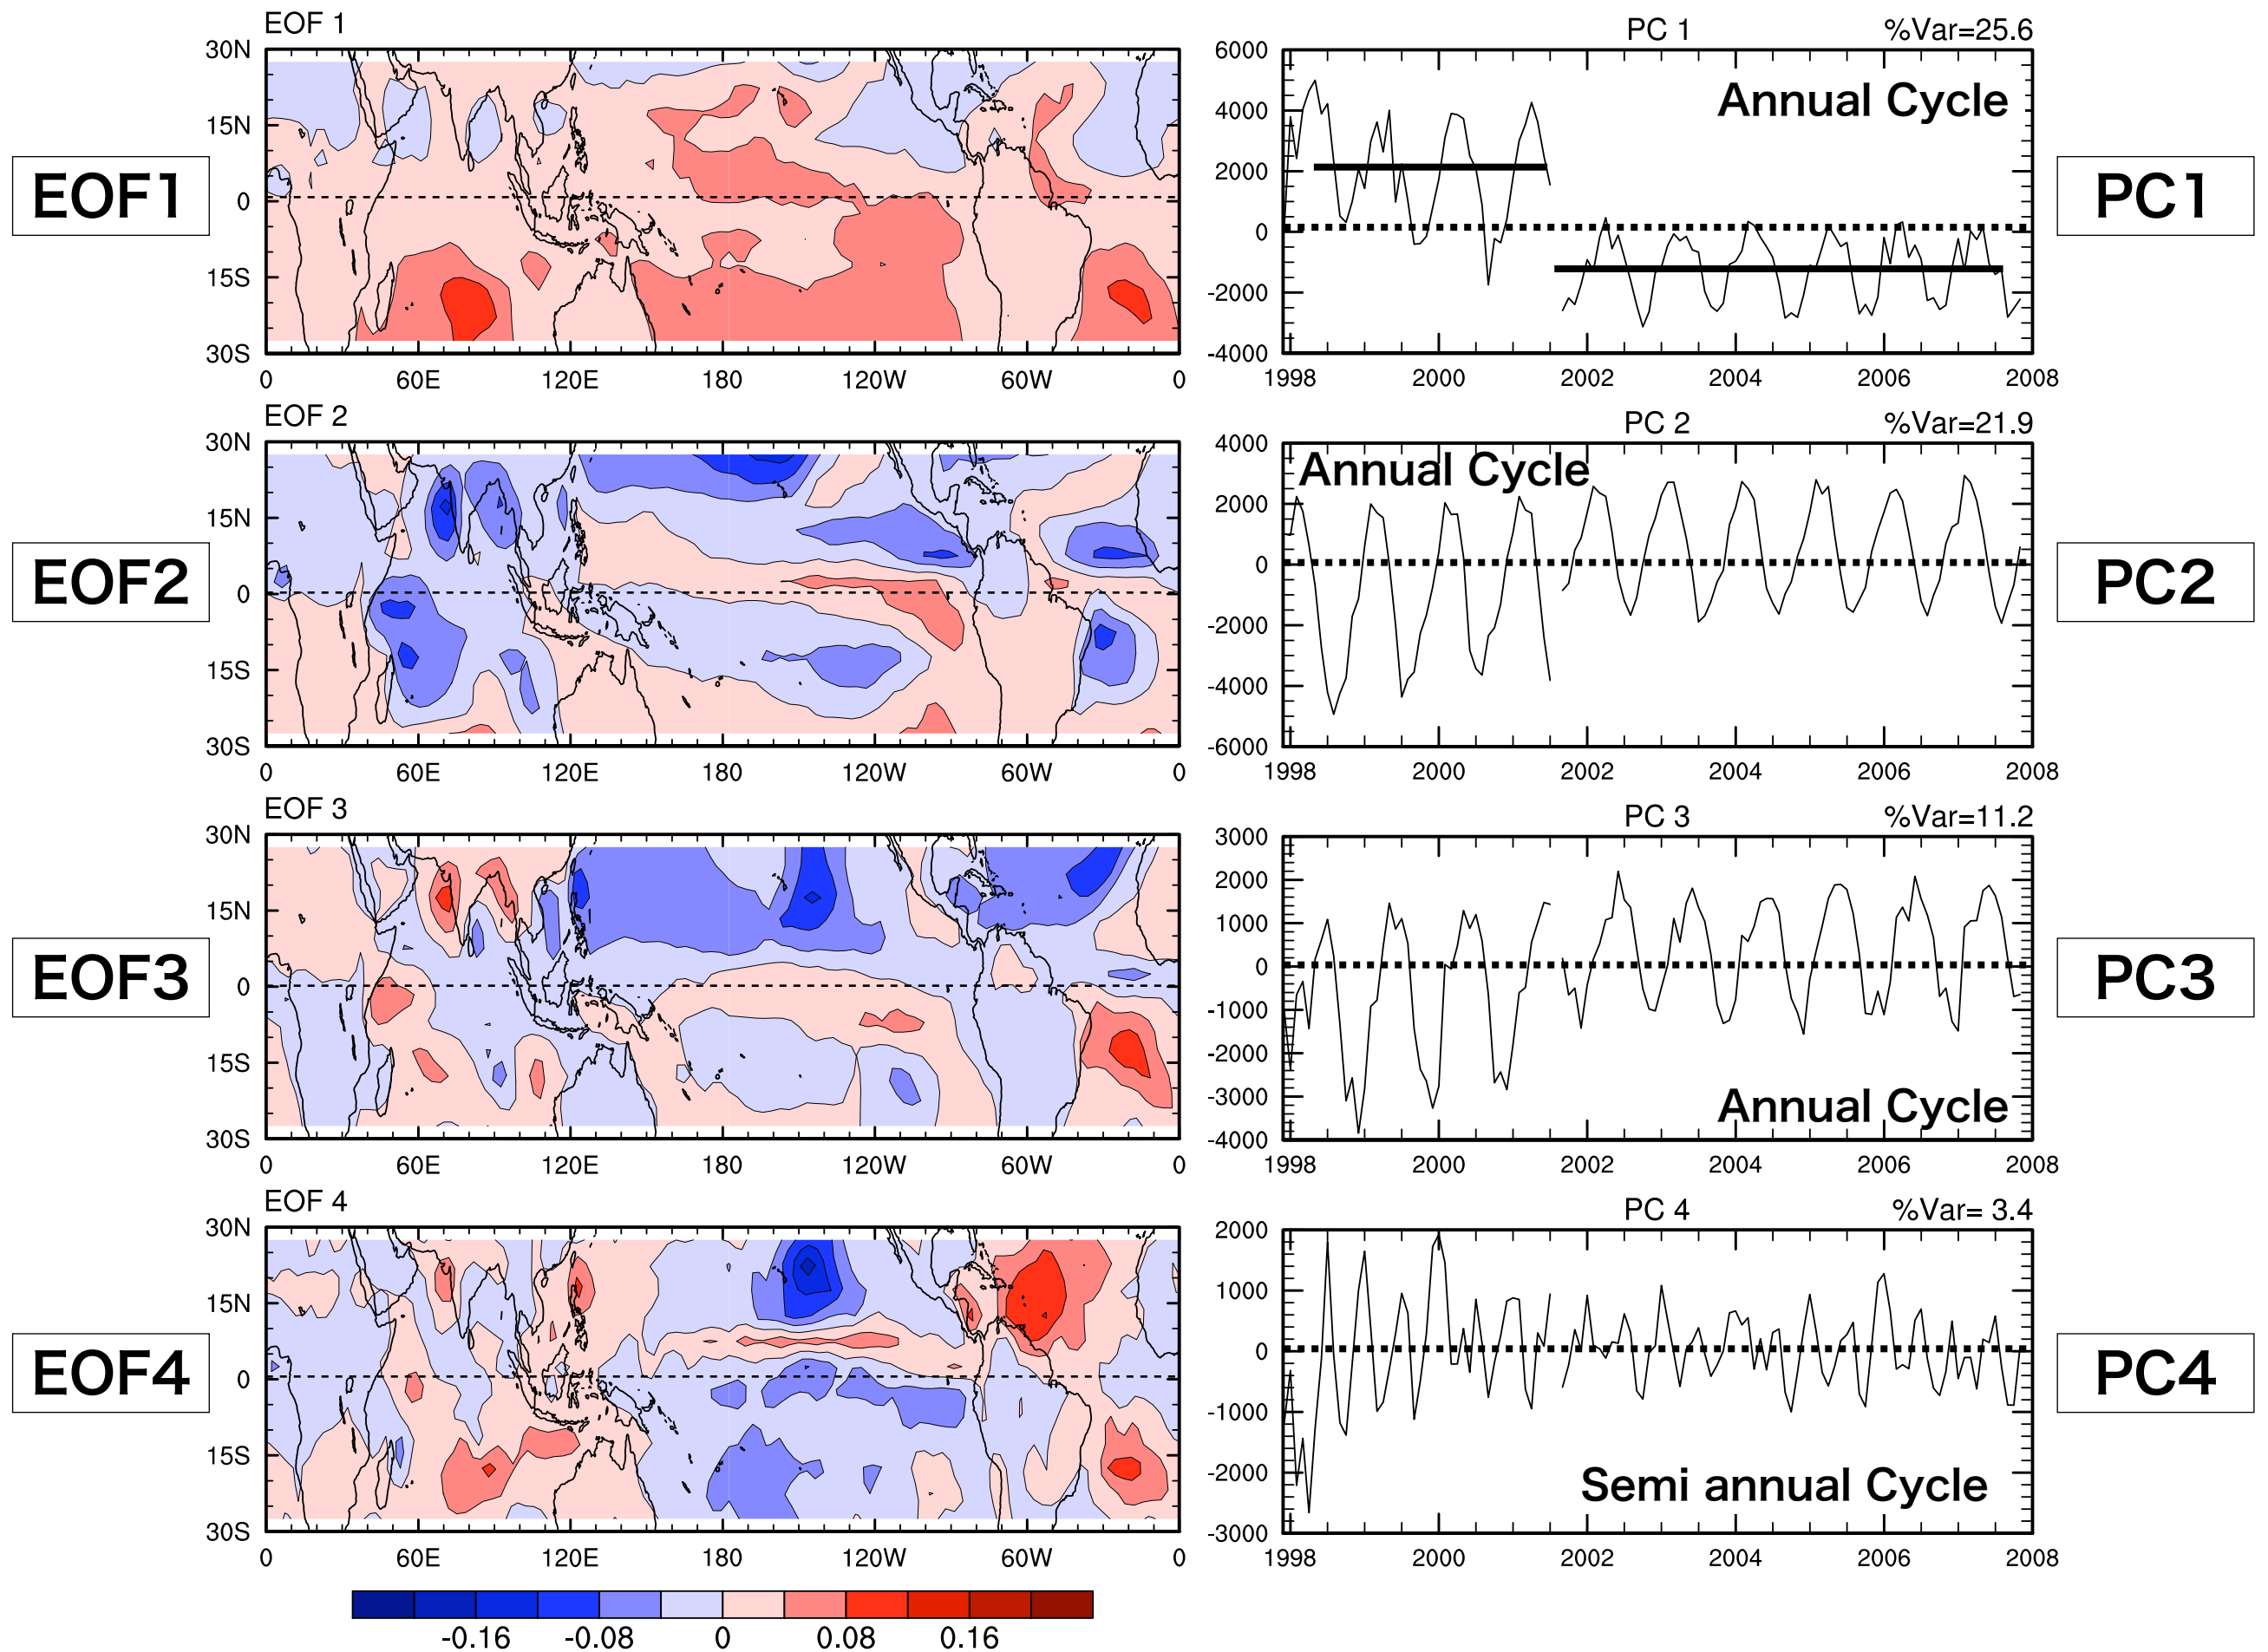 EOF 1
PC 1
%Var=25.6
30N
15N
0
15S
30S
EOF1
6000
4000
2000
0
-2000
-4000
Annual Cycle
PC1
0
60E
120E
180
120W
60W
0
1998
2000
2002
2004
2006
2008
EOF 2
PC 2
%Var=21.9
30N
15N
0
15S
30S
EOF2
4000
2000
0
-2000
-4000
-6000
Annual Cycle
PC2
0
60E
120E
180
120W
60W
0
1998
2000
2002
2004
2006
2008
EOF 3
PC 3
%Var=11.2
30N
15N
0
15S
30S
EOF3
3000
2000
1000
0
-1000
-2000
-3000
-4000
Annual Cycle
PC3
0
60E
120E
180
120W
60W
0
1998
2000
2002
2004
2006
2008
EOF 4
PC 4
%Var= 3.4
30N
15N
0
15S
30S
EOF4
2000
1000
0
-1000
-2000
-3000
Semi annual Cycle
PC4
0
60E
120E
180
120W
60W
0
1998
2000
2002
2004
2006
2008
-0.16
-0.08
0
0.08
0.16